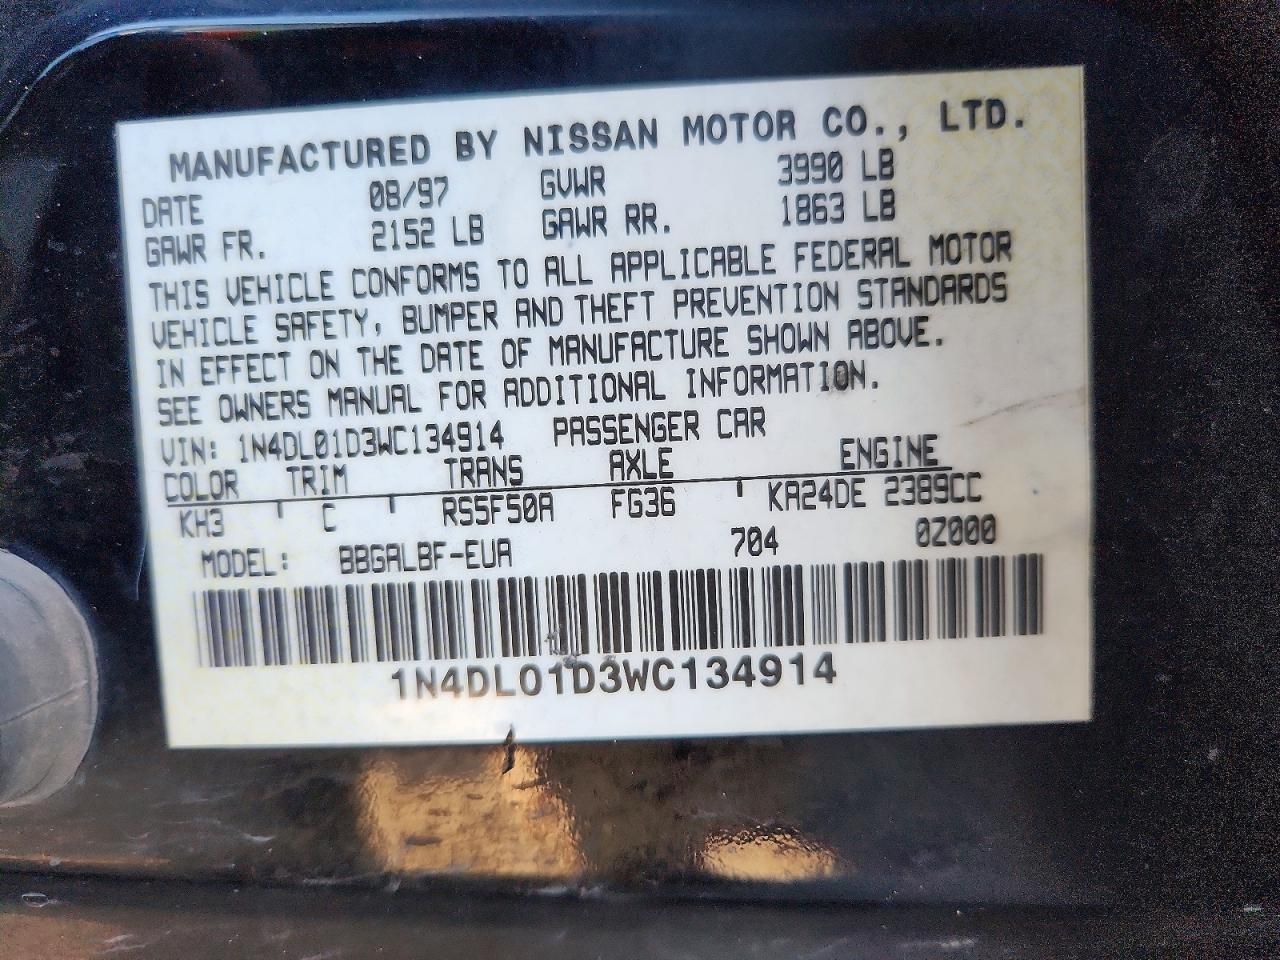 MANUFACTURED BY NISSAN MOTOR CO., LTD.
DATE 08/97 GVWR 3990 LB
GAWR FR. 2152 LB GAWR RR. 1863 LB
THIS VEHICLE CONFORMS TO ALL APPLICABLE FEDERAL MOTOR
VEHICLE SAFETY, BUMPER AND THEFT PREVENTION STANDARDS
IN EFFECT ON THE DATE OF MANUFACTURE SHOWN ABOVE.
SEE OWNERS MANUAL FOR ADDITIONAL INFORMATION.
VIN: 1N4DL01D3WC134914 PASSENGER CAR
COLOR TRIM TRANS AXLE ENGINE
KH3 C RS5F50A FG36 KA24DE 2389CC
MODEL: BBGALBF-EUA 704 0Z000
1N4DL01D3WC134914